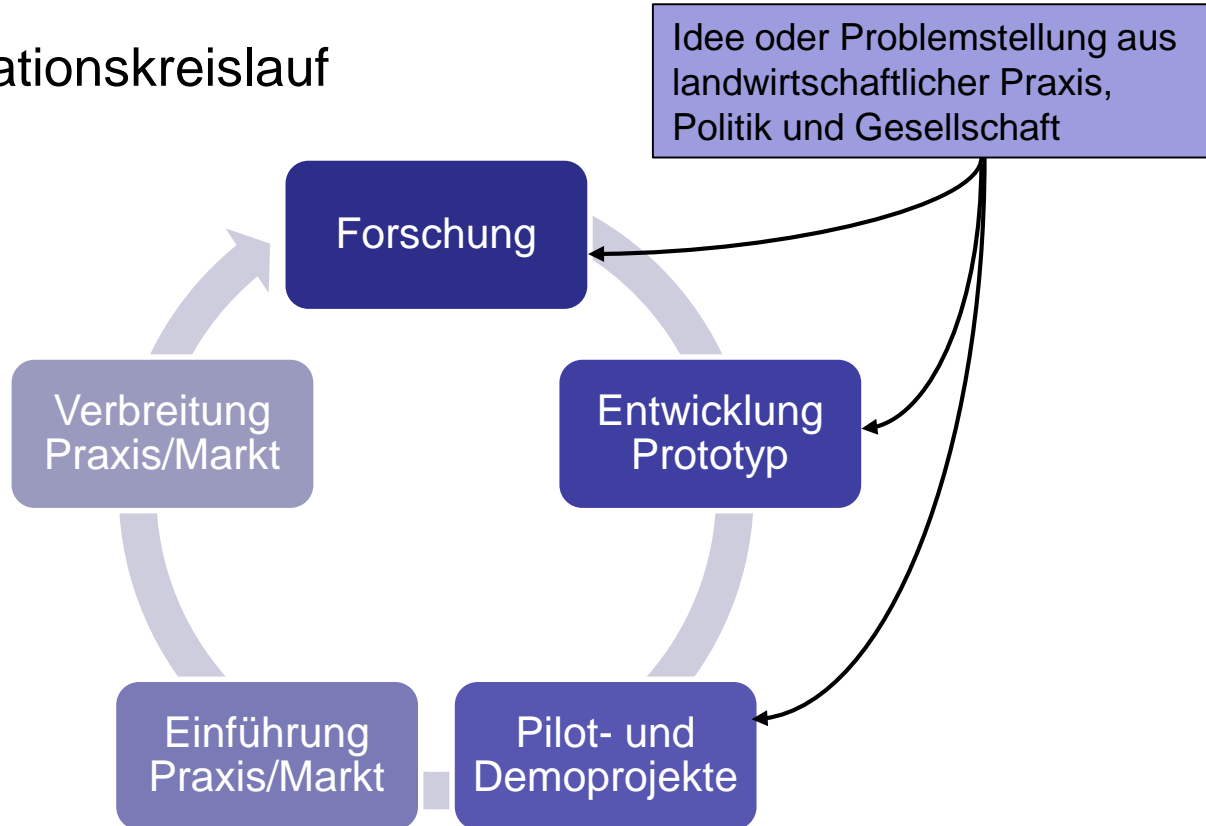 ationskreislauf
Idee oder Problemstellung aus
landwirtschaftlicher Praxis,
Politik und Gesellschaft
Forschung
Entwicklung
Prototyp
Pilot- und
Demoprojekte
Einführung
Praxis/Markt
Verbreitung
Praxis/Markt